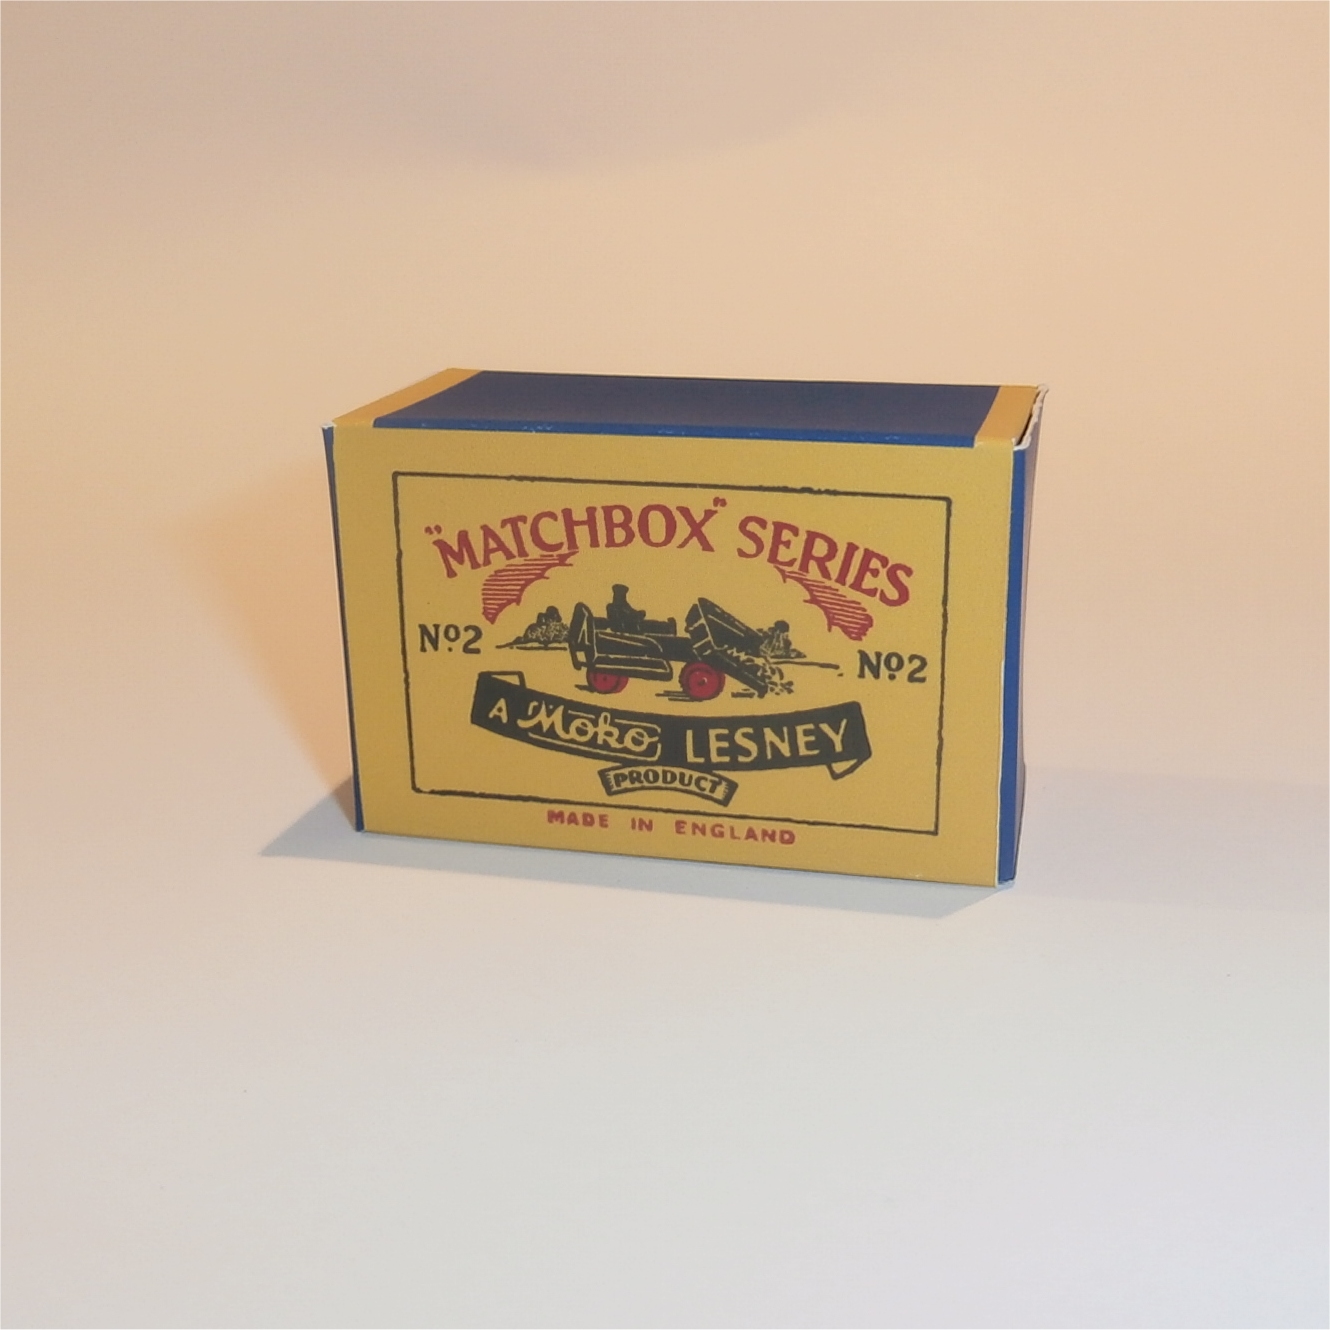 "MATCHBOX" SERIES
Nº2 Nº2
A Moko LESNEY
PRODUCT
MADE IN ENGLAND